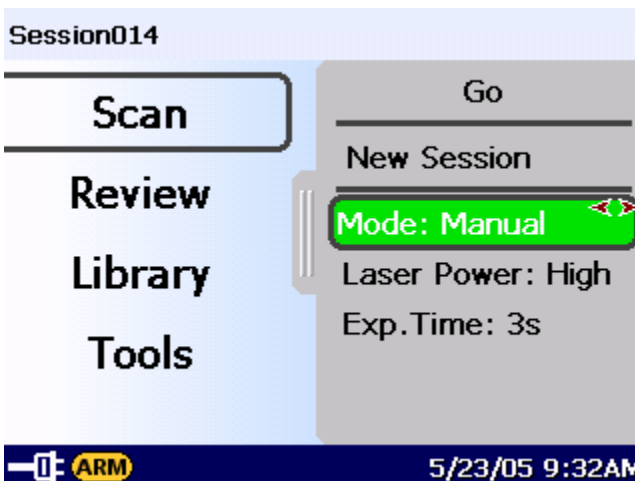 Session014
Scan
Review
Library
Tools
Go
New Session
Mode: Manual
Laser Power: High
Exp.Time: 3s
ARM
5/23/05 9:32AM